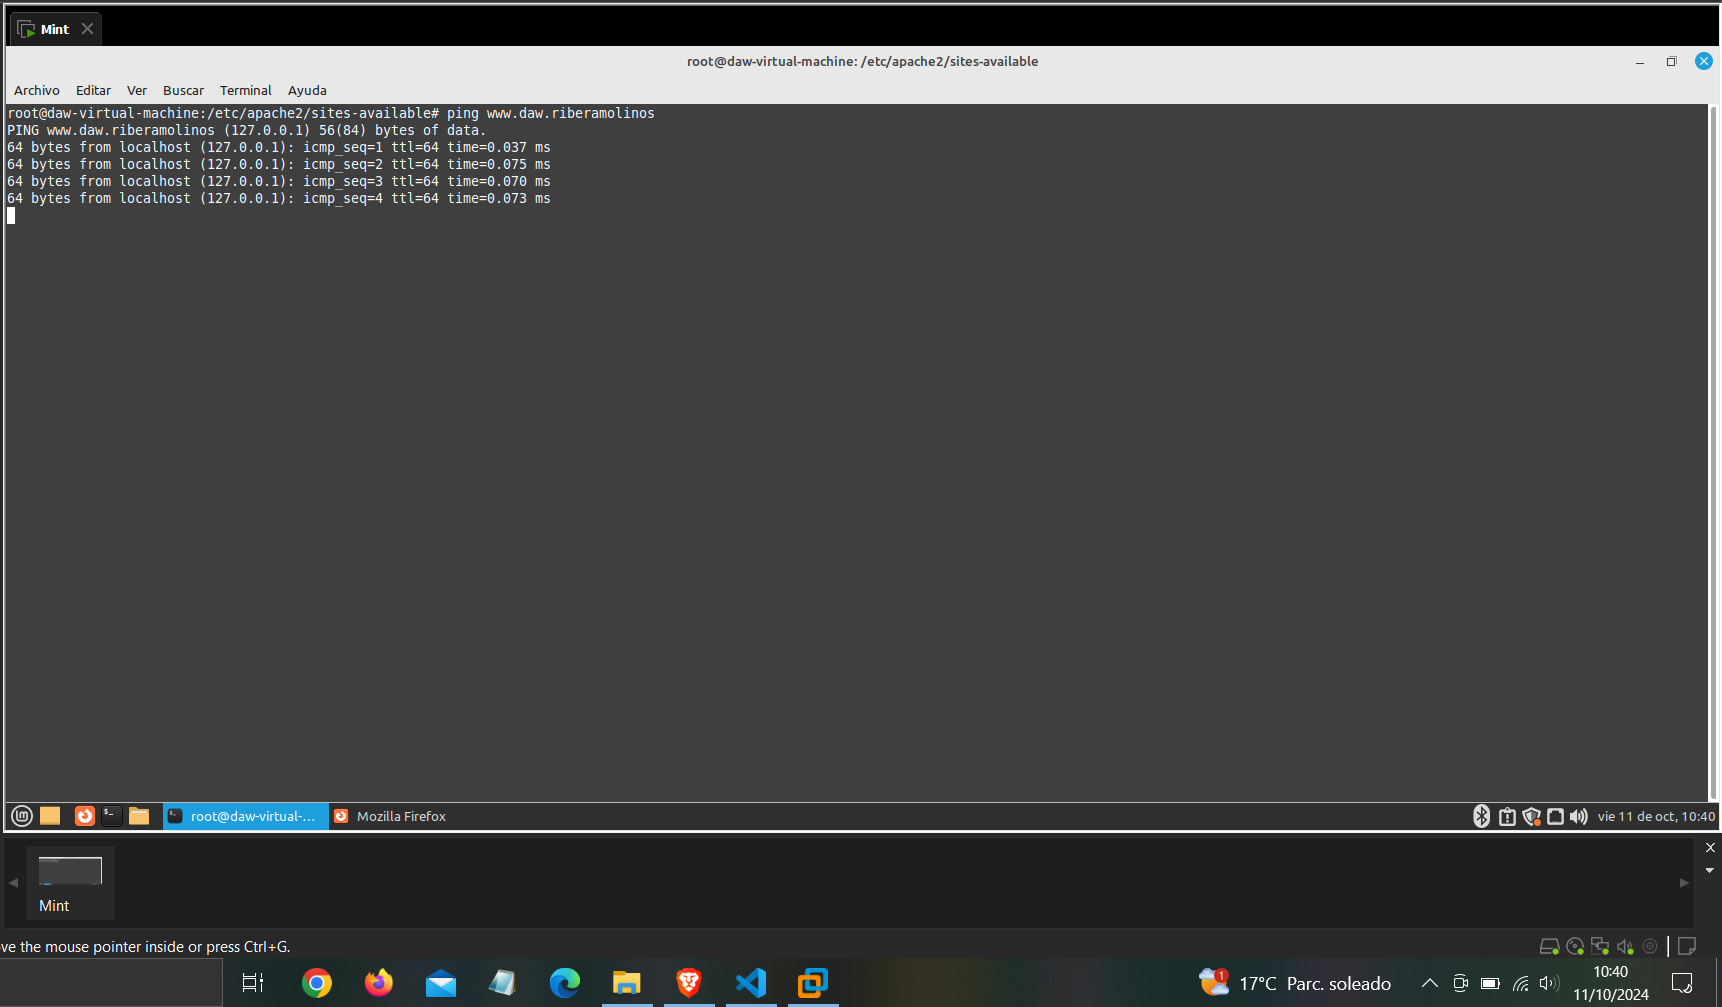 Mint
root@daw-virtual-machine: /etc/apache2/sites-available
Archivo Editar Ver Buscar Terminal Ayuda
root@daw-virtual-machine:/etc/apache2/sites-available# ping www.daw.riberamolinos
PING www.daw.riberamolinos (127.0.0.1) 56(84) bytes of data.
64 bytes from localhost (127.0.0.1): icmp_seq=1 ttl=64 time=0.037 ms
64 bytes from localhost (127.0.0.1): icmp_seq=2 ttl=64 time=0.075 ms
64 bytes from localhost (127.0.0.1): icmp_seq=3 ttl=64 time=0.070 ms
64 bytes from localhost (127.0.0.1): icmp_seq=4 ttl=64 time=0.073 ms
root@daw-virtual-... Mozilla Firefox vie 11 de oct, 10:40
Mint
ve the mouse pointer inside or press Ctrl+G.
1 17°C Parc. soleado 10:40
11/10/2024